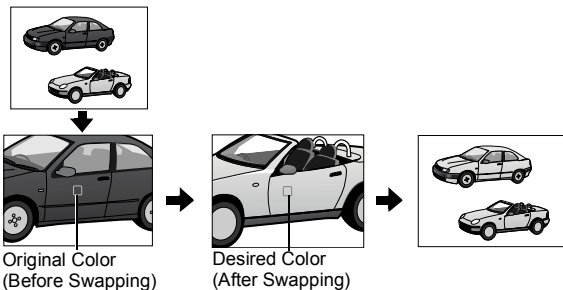 Original Color
(Before Swapping)
Desired Color
(After Swapping)